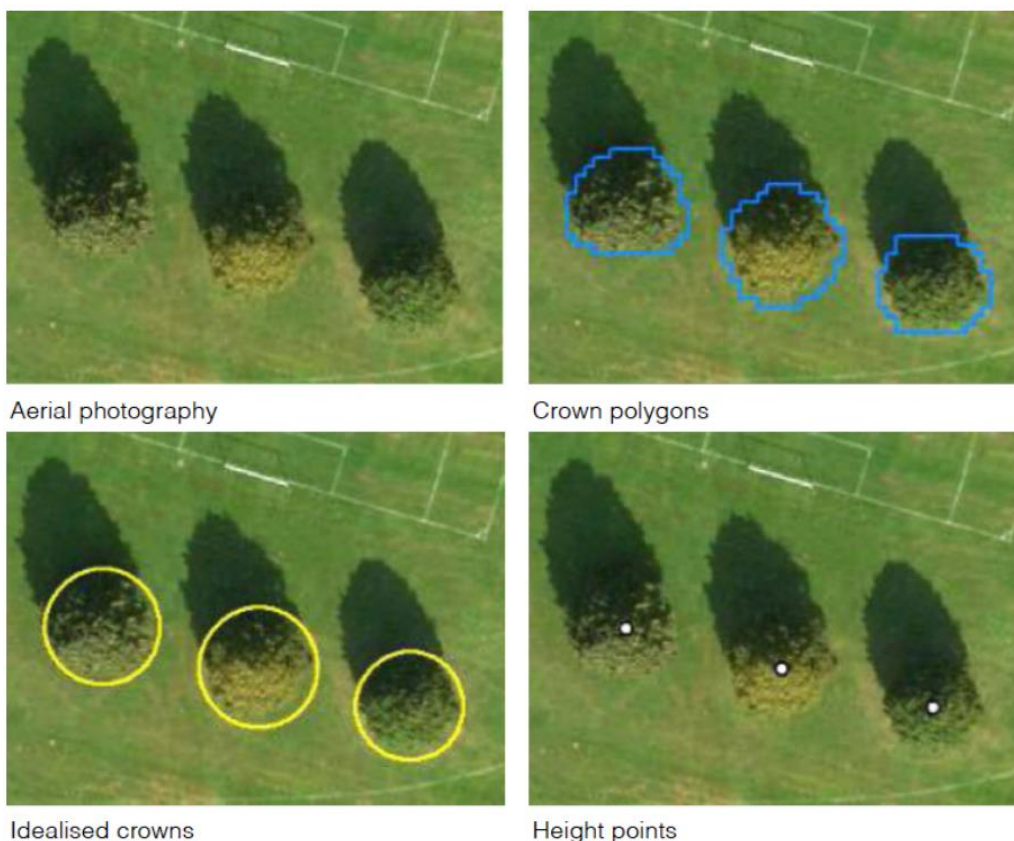 Aerial photography
Crown polygons
Idealised crowns
Height points